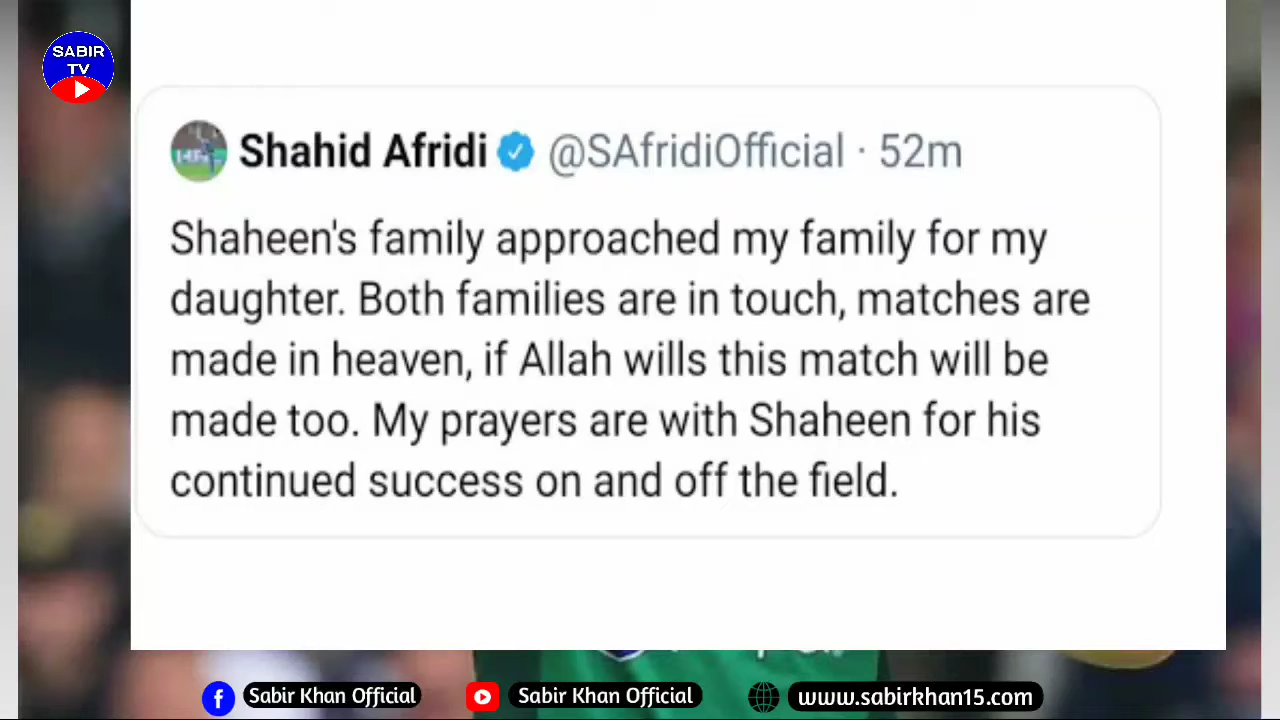 SABIR
TV
Shahid Afridi @SAfridiOfficial · 52m
Shaheen's family approached my family for my
daughter. Both families are in touch, matches are
made in heaven, if Allah wills this match will be
made too. My prayers are with Shaheen for his
continued success on and off the field.
Sabir Khan Official
Sabir Khan Official
www.sabirkhan15.com